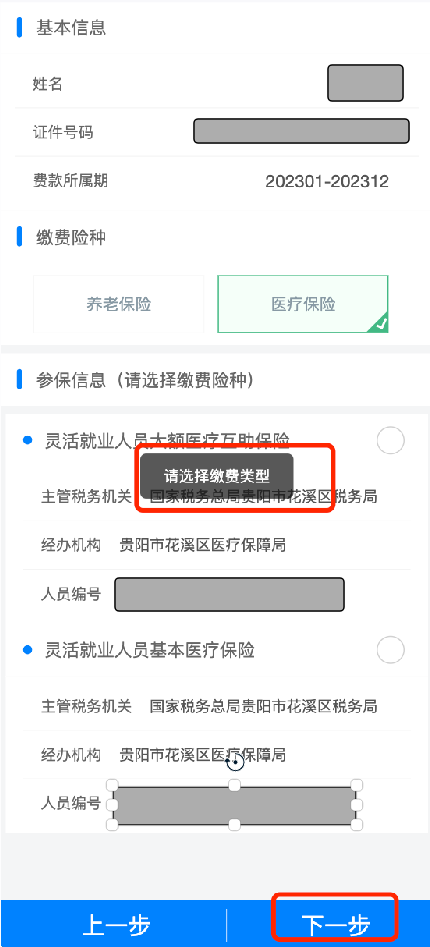 基本信息
姓名
证件号码
费款所属期 202301-202312
缴费险种
养老保险 医疗保险
参保信息（请选择缴费险种）
灵活就业人员大额医疗互助保险
请选择缴费类型
主管税务机关 国家税务总局贵阳市花溪区税务局
经办机构 贵阳市花溪区医疗保障局
人员编号
灵活就业人员基本医疗保险
主管税务机关 国家税务总局贵阳市花溪区税务局
经办机构 贵阳市花溪区医疗保障局
人员编号
上一步 下一步